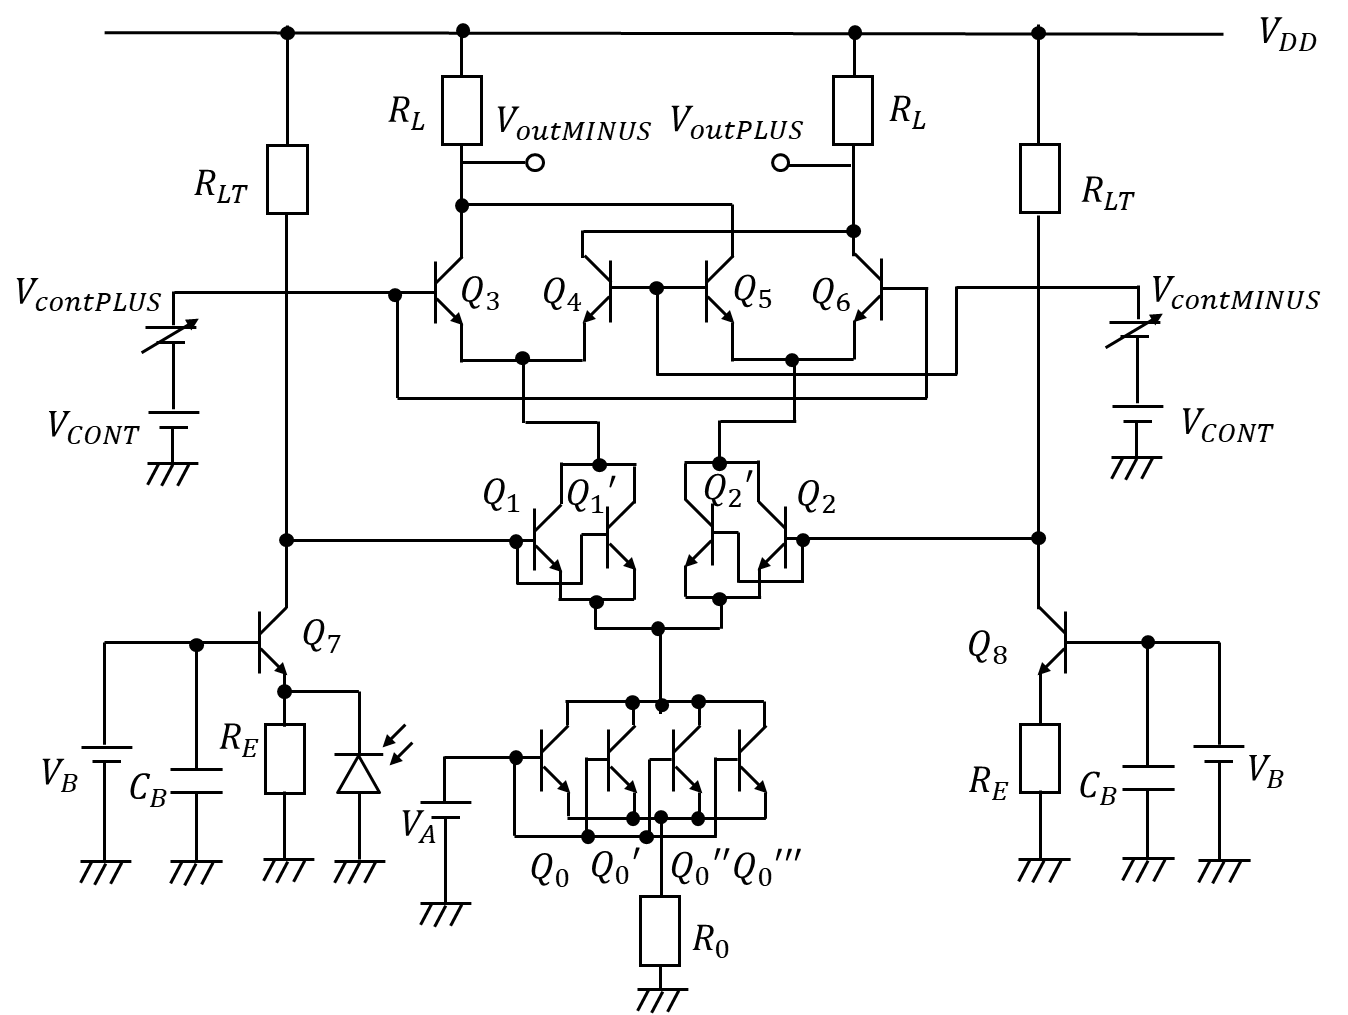 V_DD
R_L
V_outMINUS
V_outPLUS
R_L
R_LT
R_LT
V_contPLUS
Q_3
Q_4
Q_5
Q_6
V_contMINUS
V_CONT
V_CONT
Q_1
Q_1'
Q_2'
Q_2
Q_7
Q_8
V_B
C_B
R_E
V_A
R_E
C_B
V_B
Q_0
Q_0'
Q_0''
Q_0'''
R_0